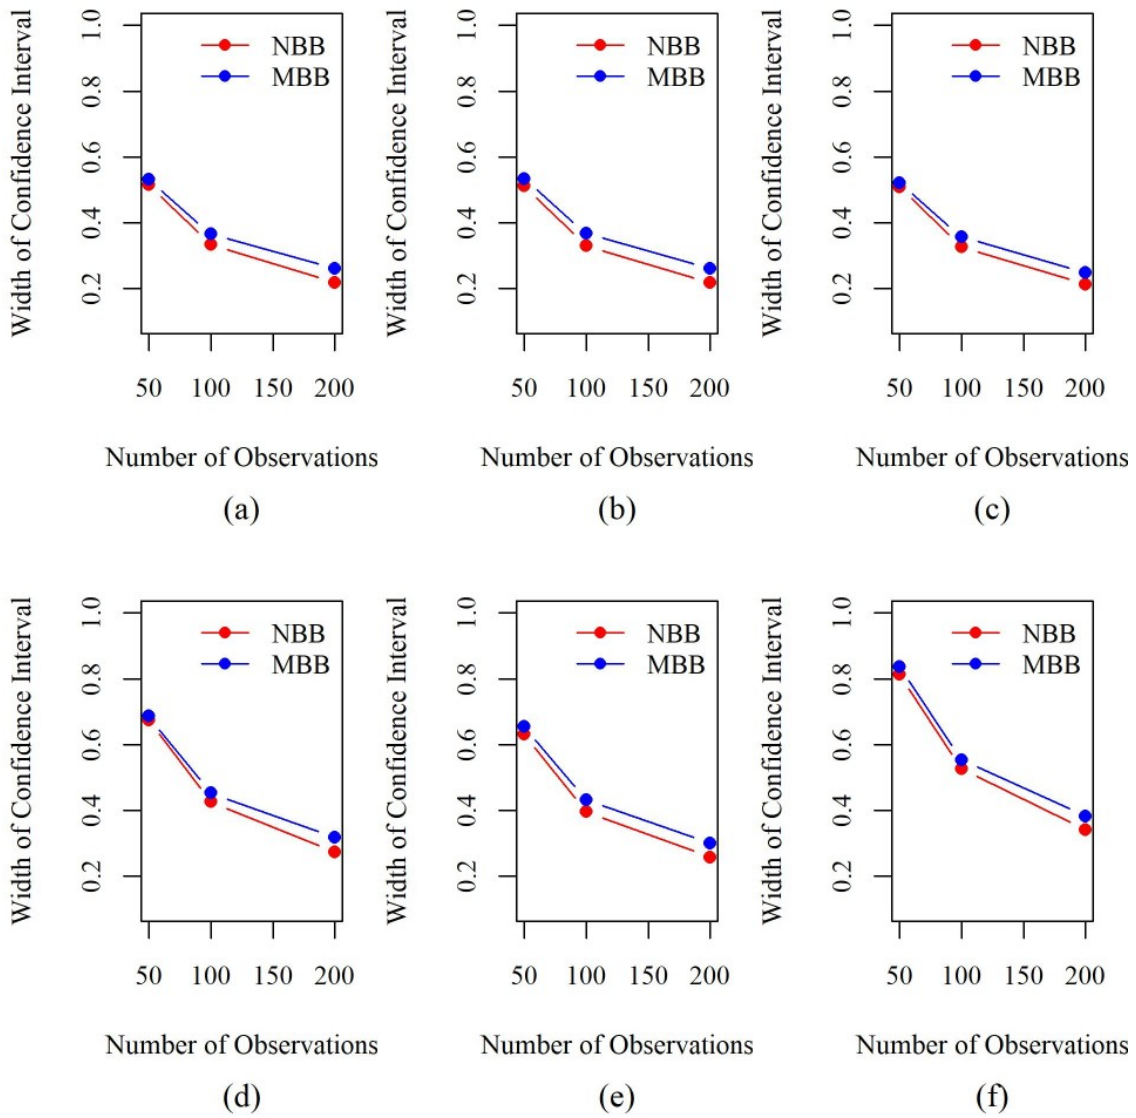 Width of Confidence Interval
1.0
0.8
0.6
0.4
0.2
NBB
MBB
50 100 150 200
Number of Observations
(a)
Width of Confidence Interval
1.0
0.8
0.6
0.4
0.2
NBB
MBB
50 100 150 200
Number of Observations
(b)
Width of Confidence Interval
1.0
0.8
0.6
0.4
0.2
NBB
MBB
50 100 150 200
Number of Observations
(c)
Width of Confidence Interval
1.0
0.8
0.6
0.4
0.2
NBB
MBB
50 100 150 200
Number of Observations
(d)
Width of Confidence Interval
1.0
0.8
0.6
0.4
0.2
NBB
MBB
50 100 150 200
Number of Observations
(e)
Width of Confidence Interval
1.0
0.8
0.6
0.4
0.2
NBB
MBB
50 100 150 200
Number of Observations
(f)